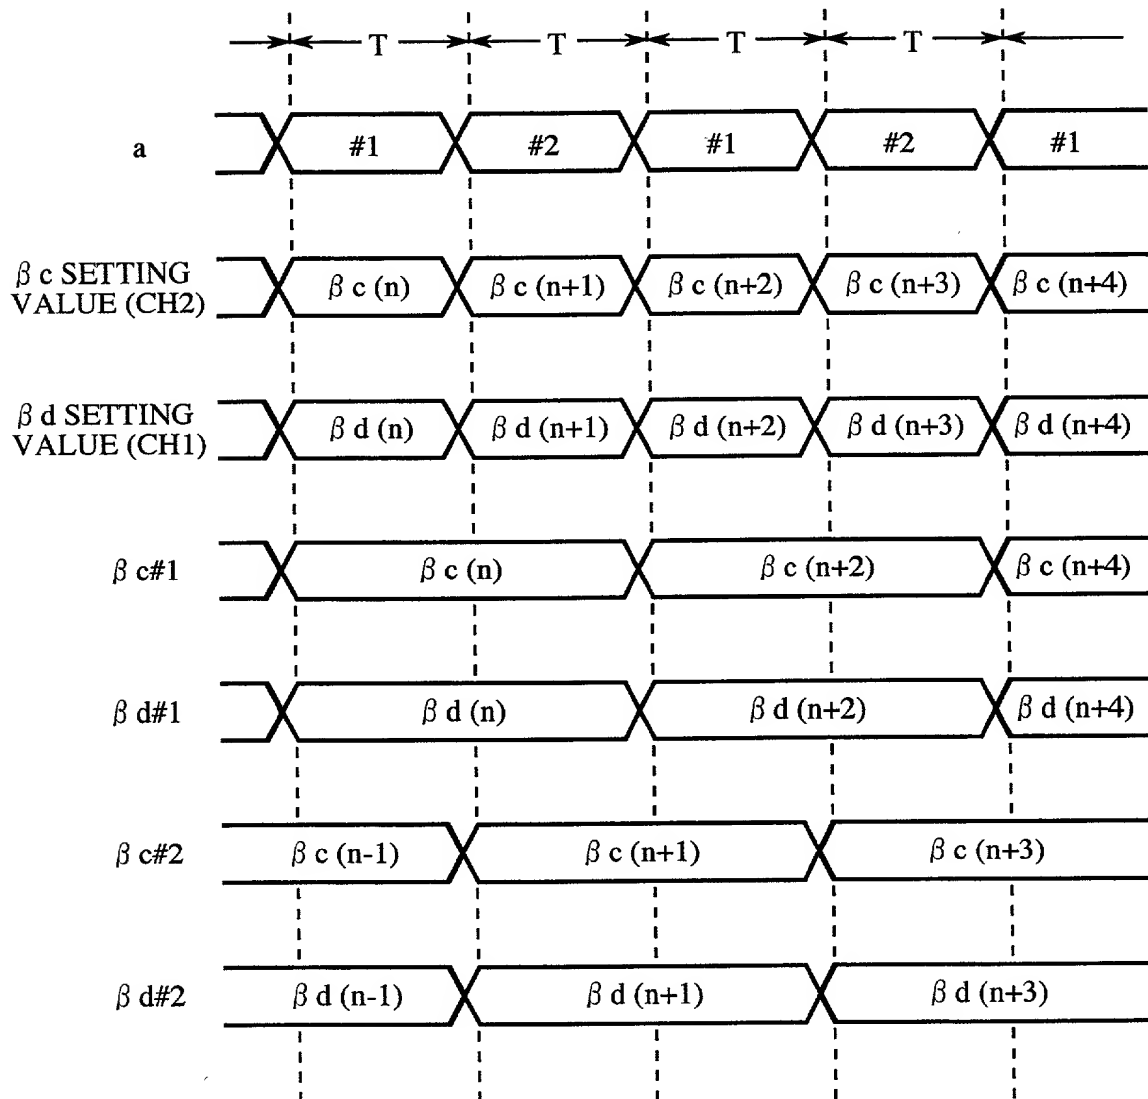 T T T T
a #1 #2 #1 #2 #1
β c SETTING
VALUE (CH2)
β c (n) β c (n+1) β c (n+2) β c (n+3) β c (n+4)
β d SETTING
VALUE (CH1)
β d (n) β d (n+1) β d (n+2) β d (n+3) β d (n+4)
β c#1 β c (n) β c (n+2) β c (n+4)
β d#1 β d (n) β d (n+2) β d (n+4)
β c#2 β c (n-1) β c (n+1) β c (n+3)
β d#2 β d (n-1) β d (n+1) β d (n+3)